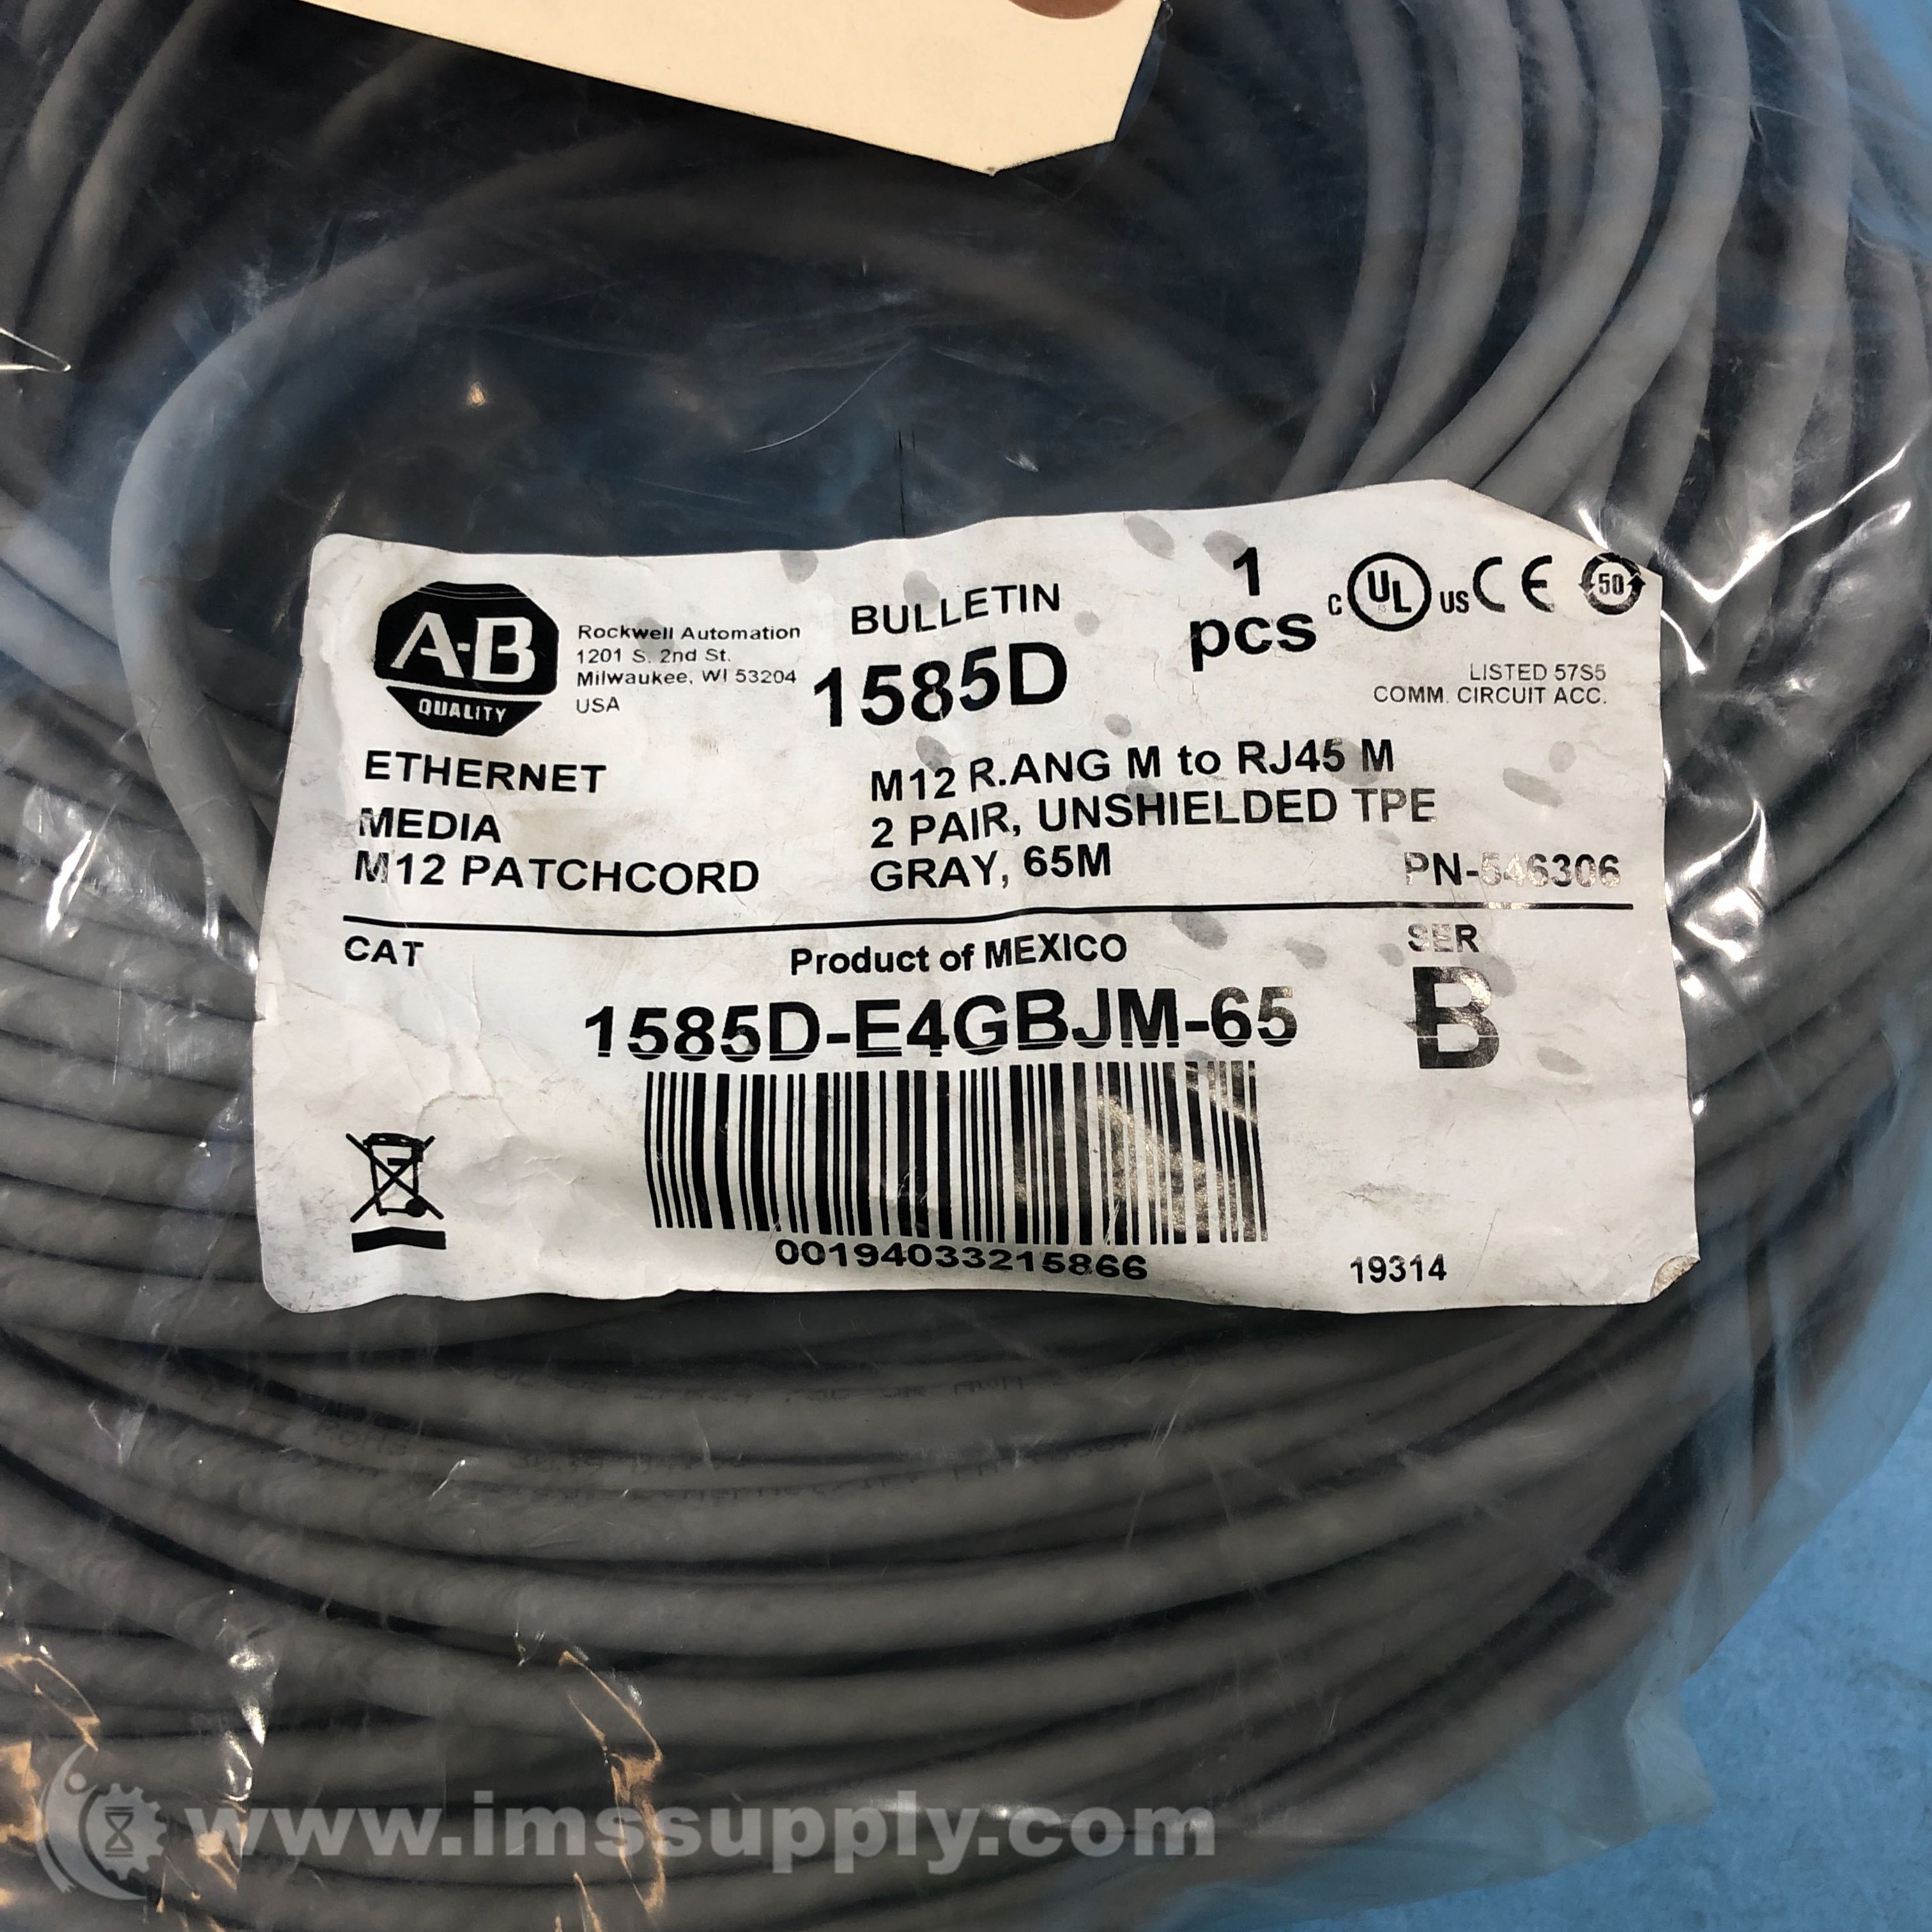 A-B
QUALITY
Rockwell Automation
1201 S. 2nd St.
Milwaukee, WI 53204
USA
BULLETIN
1585D
1
pcs
C UL US CE 50
LISTED 57S5
COMM. CIRCUIT ACC.
ETHERNET
MEDIA
M12 PATCHCORD
M12 R.ANG M to RJ45 M
2 PAIR, UNSHIELDED TPE
GRAY, 65M
PN-546306
CAT
Product of MEXICO
SER
1585D-E4GBJM-65
B
00194033215866
19314
www.imssupply.com